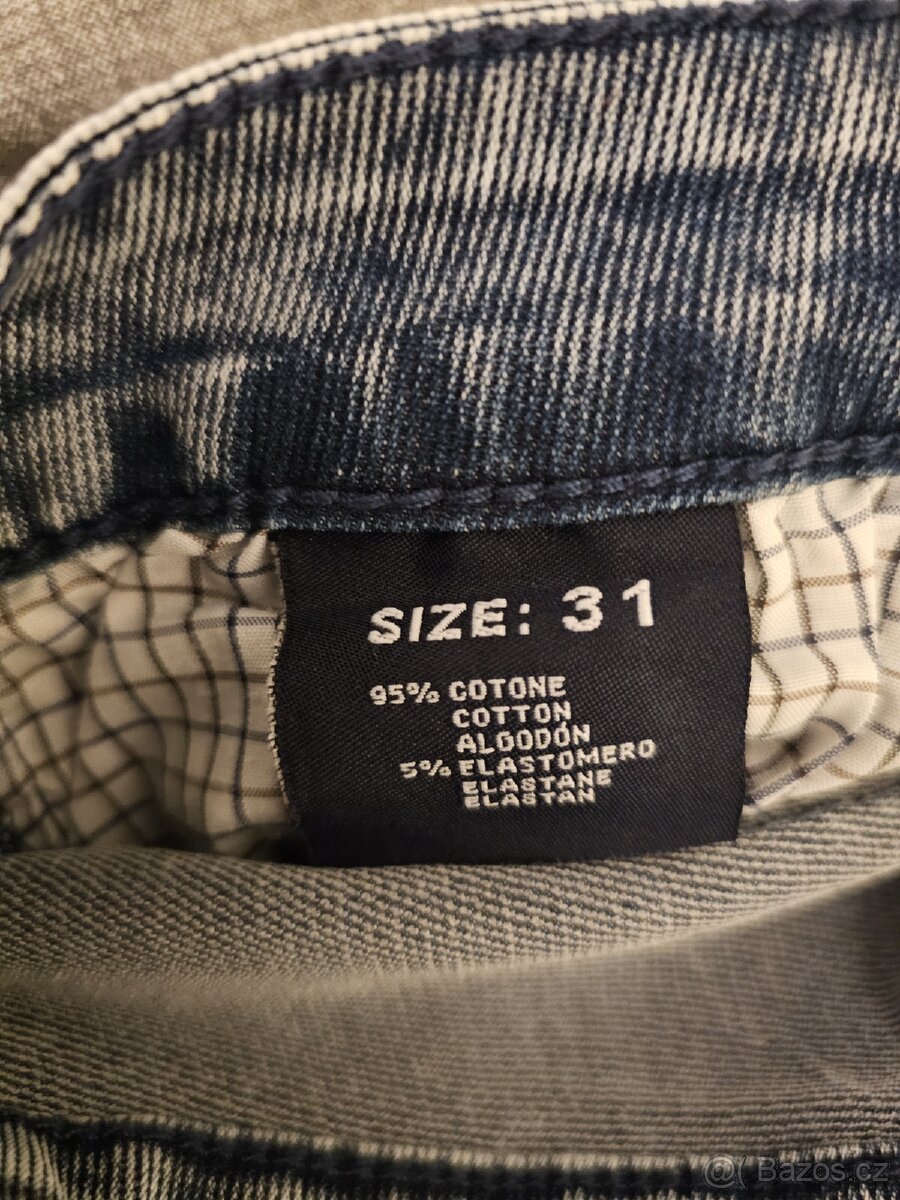 SIZE: 31
95% COTONE
COTTON
ALGODÓN
5% ELASTOMERO
ELASTANE
ELASTAN
@( Bazos.cz